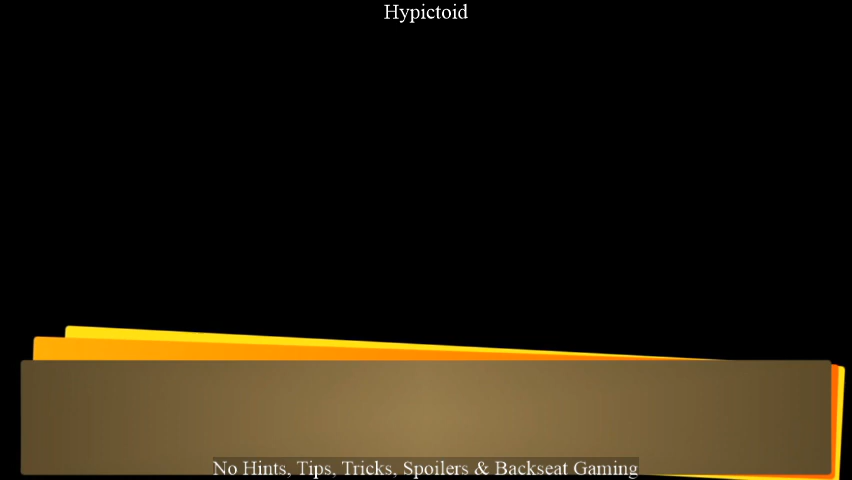 Hypictoid
No Hints, Tips, Tricks, Spoilers & Backseat Gaming